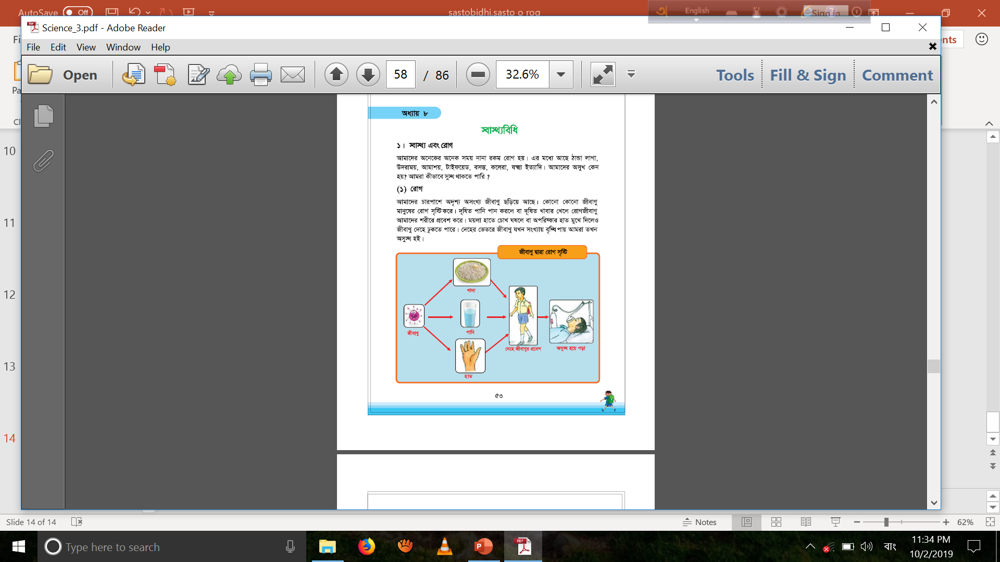 AutoSave Off
sastobidhi.sasto o rog
English
Sign in
Science_3.pdf - Adobe Reader
File Edit View Window Help
Open 58 / 86 32.6% Tools Fill & Sign Comment
10
11
12
13
14
অধ্যায় ৮
স্বাস্থ্যবিধি
১। স্বাস্থ্য এবং রোগ
আমাদের অনেকের অনেক সময় নানা রকম রোগ হয়। এর মধ্যে আছে ঠান্ডা লাগা,
উদরাময়, আমাশয়, টাইফয়েড, বসন্ত, কলেরা, যক্ষ্মা ইত্যাদি। আমাদের অসুখ কেন
হয়? আমরা কীভাবে সুস্থ থাকতে পারি ?
(১) রোগ
আমাদের চারপাশে অদৃশ্য অসংখ্য জীবাণু ছড়িয়ে আছে। কোনো কোনো জীবাণু
মানুষের রোগ সৃষ্টি করে। দূষিত পানি পান করলে বা দূষিত খাবার খেলে রোগজীবাণু
আমাদের শরীরে প্রবেশ করে। ময়লা হাতে চোখ ঘষলে বা অপরিষ্কার হাত মুখে দিলেও
জীবাণু দেহে ঢুকতে পারে। দেহের ভেতরে জীবাণু যখন সংখ্যায় বৃদ্ধি পায় আমরা তখন
অসুস্থ হই।
জীবাণু দ্বারা রোগ সৃষ্টি
খাদ্য
জীবাণু
পানি
দেহে জীবাণুর প্রবেশ
অসুস্থ হয়ে পড়া
হাত
৫৩
Slide 14 of 14
Notes
62%
Type here to search
বাং
11:34 PM
10/2/2019